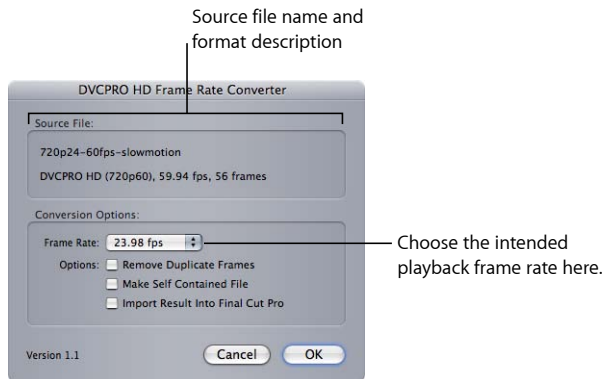 Source file name and
format description
DVCPRO HD Frame Rate Converter
Source File:
720p24-60fps-slowmotion
DVCPRO HD (720p60), 59.94 fps, 56 frames
Conversion Options:
Frame Rate: 23.98 fps
Choose the intended
playback frame rate here.
Options: Remove Duplicate Frames
Make Self Contained File
Import Result Into Final Cut Pro
Version 1.1
Cancel
OK